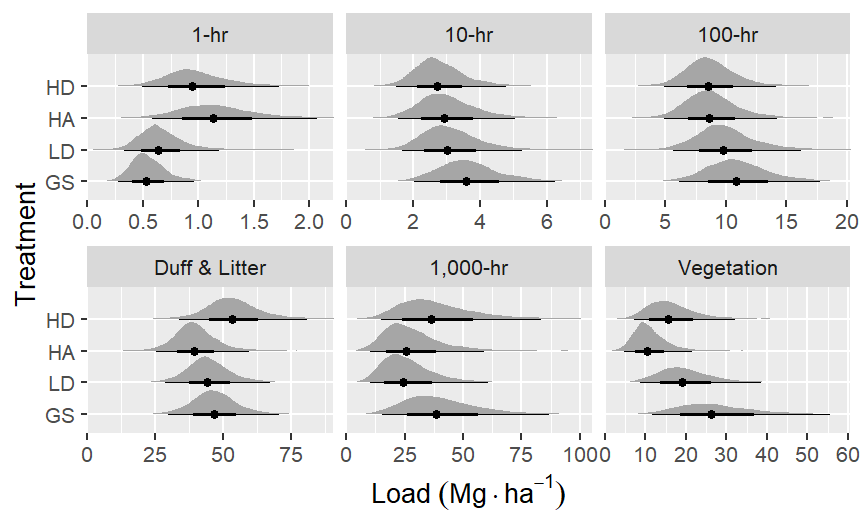 1-hr 10-hr 100-hr
HD
HA
LD
GS
0.0 0.5 1.0 1.5 2.0 0 2 4 6 0 5 10 15 20
Treatment
Duff & Litter 1,000-hr Vegetation
HD
HA
LD
GS
0 25 50 75 0 25 50 75 100 0 10 20 30 40 50 60
Load (Mg · ha⁻¹)